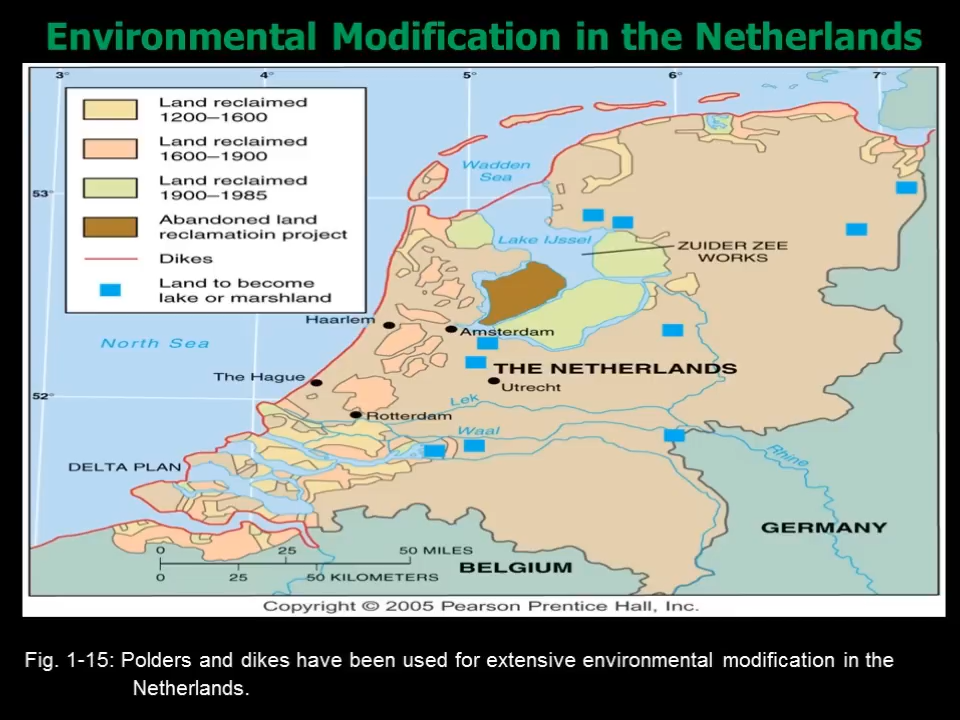 Environmental Modification in the Netherlands
3° 4° 5° 6° 7°
Land reclaimed
1200–1600
Land reclaimed
1600–1900
Land reclaimed
1900–1985
Abandoned land
reclamatioin project
Dikes
Land to become
lake or marshland
Wadden
Sea
53°
Lake IJssel
ZUIDER ZEE
WORKS
Haarlem
Amsterdam
North Sea
THE NETHERLANDS
The Hague
Utrecht
52°
Lek
Rotterdam
Waal
Rhine
DELTA PLAN
GERMANY
0 25 50 MILES
0 25 50 KILOMETERS
BELGIUM
Copyright © 2005 Pearson Prentice Hall, Inc.
Fig. 1-15: Polders and dikes have been used for extensive environmental modification in the
Netherlands.